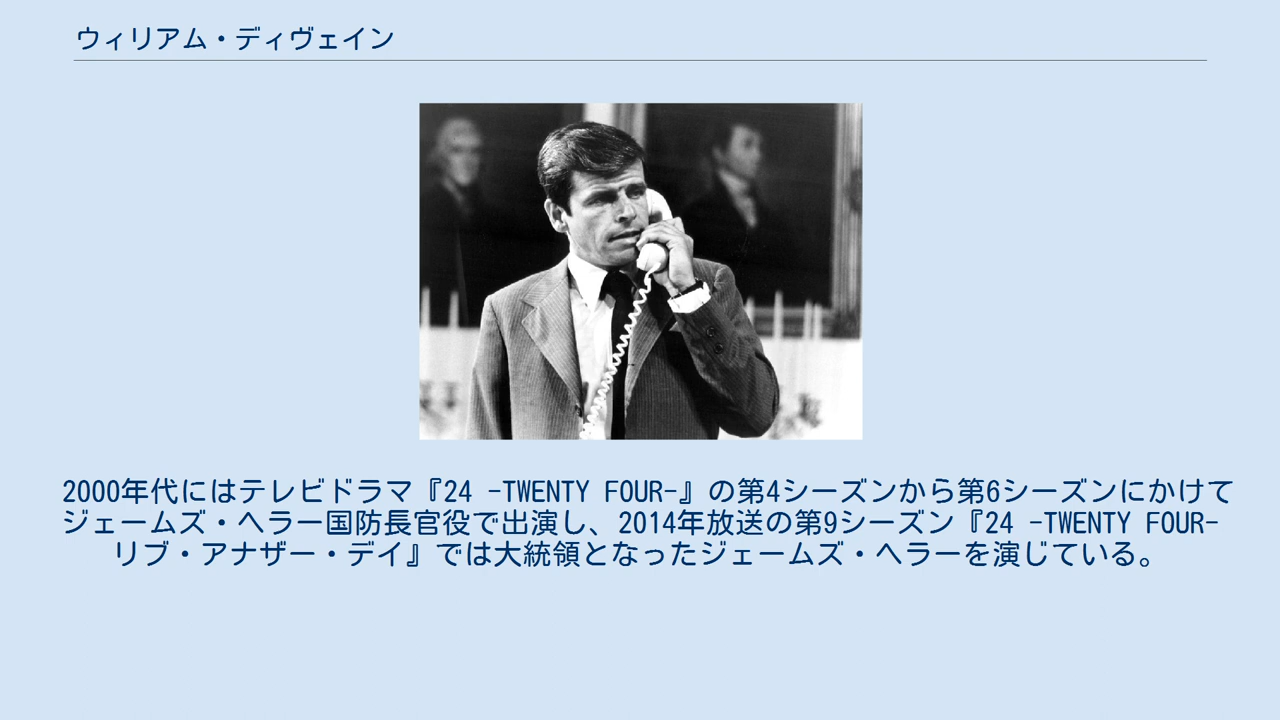 ウィリアム・ディヴェイン
2000年代にはテレビドラマ『24 -TWENTY FOUR-』の第4シーズンから第6シーズンにかけて
ジェームズ・ヘラー国防長官役で出演し、2014年放送の第9シーズン『24 -TWENTY FOUR-
リブ・アナザー・デイ』では大統領となったジェームズ・ヘラーを演じている。